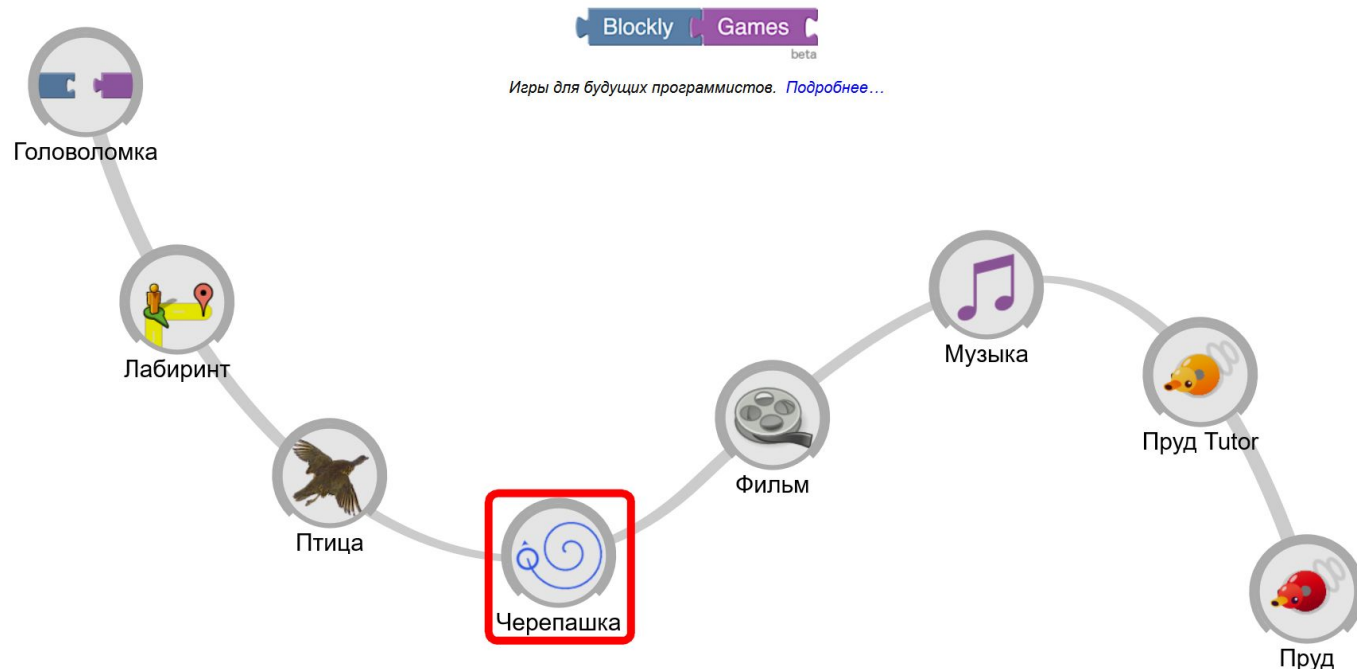 Blockly Games
beta
Игры для будущих программистов. Подробнее...
Головоломка
Лабиринт
Птица
Черепашка
Фильм
Музыка
Пруд Tutor
Пруд